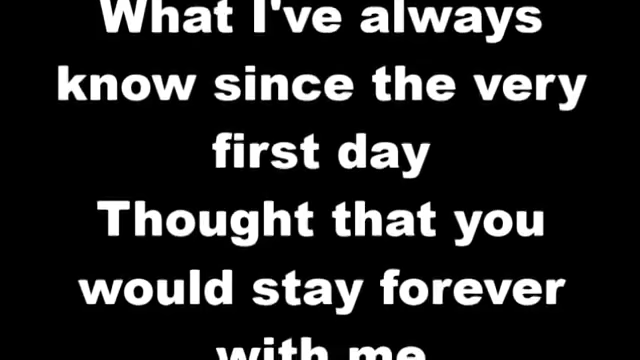 What I've always
know since the very
first day
Thought that you
would stay forever
with me